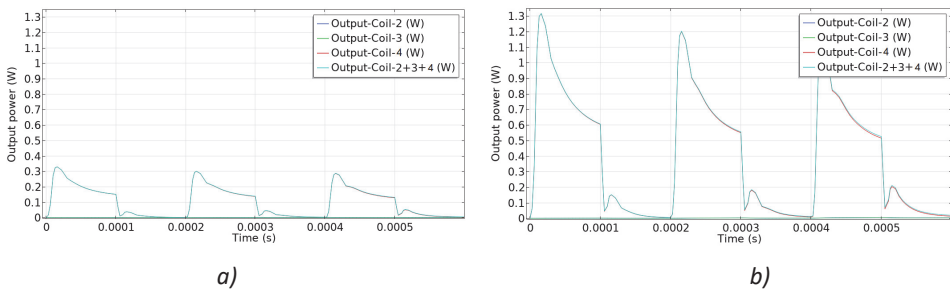 1.3
1.2
1.1
1
0.9
0.8
0.7
0.6
0.5
0.4
0.3
0.2
0.1
0
Output power (W)
Output-Coil-2 (W)
Output-Coil-3 (W)
Output-Coil-4 (W)
Output-Coil-2+3+4 (W)
0 0.0001 0.0002 0.0003 0.0004 0.0005
Time (s)
a)
1.3
1.2
1.1
1
0.9
0.8
0.7
0.6
0.5
0.4
0.3
0.2
0.1
0
Output power (W)
Output-Coil-2 (W)
Output-Coil-3 (W)
Output-Coil-4 (W)
Output-Coil-2+3+4 (W)
0 0.0001 0.0002 0.0003 0.0004 0.0005
Time (s)
b)